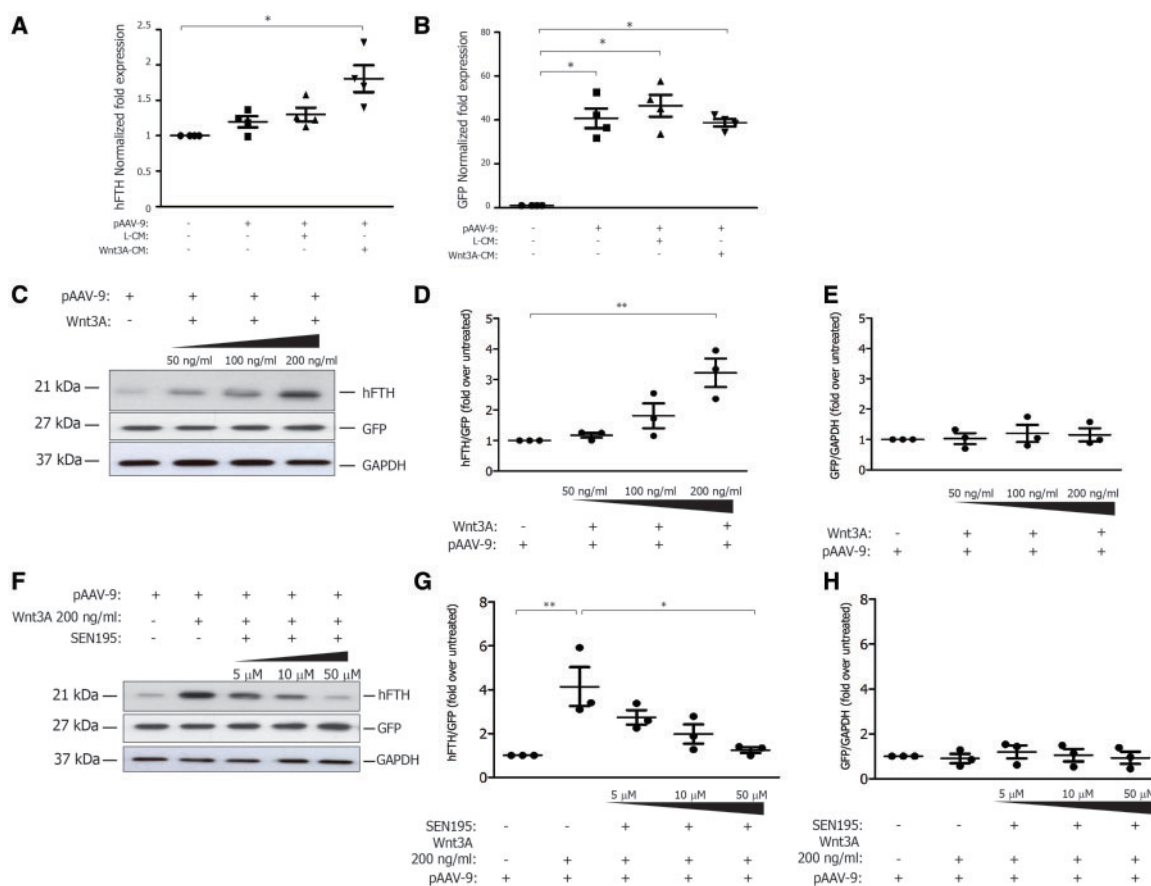 A
*
hFTH Normalized fold expression
2.5
2
1.5
1
0.5
0
pAAV-9: - + + +
L-CM: - - + -
Wnt3A-CM: - - - +
B
*
*
*
GFP Normalized fold expression
80
60
40
20
0
pAAV-9: - + + +
L-CM: - - + -
Wnt3A-CM: - - - +
C
pAAV-9: + + + +
Wnt3A: - + + +
50 ng/ml 100 ng/ml 200 ng/ml
21 kDa hFTH
27 kDa GFP
37 kDa GAPDH
D
**
hFTH/GFP (fold over untreated)
5
4
3
2
1
0
50 ng/ml 100 ng/ml 200 ng/ml
Wnt3A: - + + +
pAAV-9: + + + +
E
GFP/GAPDH (fold over untreated)
5
4
3
2
1
0
50 ng/ml 100 ng/ml 200 ng/ml
Wnt3A: - + + +
pAAV-9: + + + +
F
pAAV-9: + + + + +
Wnt3A 200 ng/ml: - + + + +
SEN195: - - + + +
5 μM 10 μM 50 μM
21 kDa hFTH
27 kDa GFP
37 kDa GAPDH
G
** *
hFTH/GFP (fold over untreated)
8
6
4
2
0
5 μM 10 μM 50 μM
SEN195: - - + + +
Wnt3A
200 ng/ml: - + + + +
pAAV-9: + + + + +
H
GFP/GAPDH (fold over untreated)
8
6
4
2
0
5 μM 10 μM 50 μM
SEN195: - - + + +
Wnt3A
200 ng/ml: - + + + +
pAAV-9: + + + + +